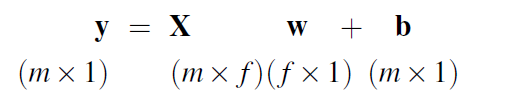 y = X w + b
(m × 1) (m × f)(f × 1) (m × 1)